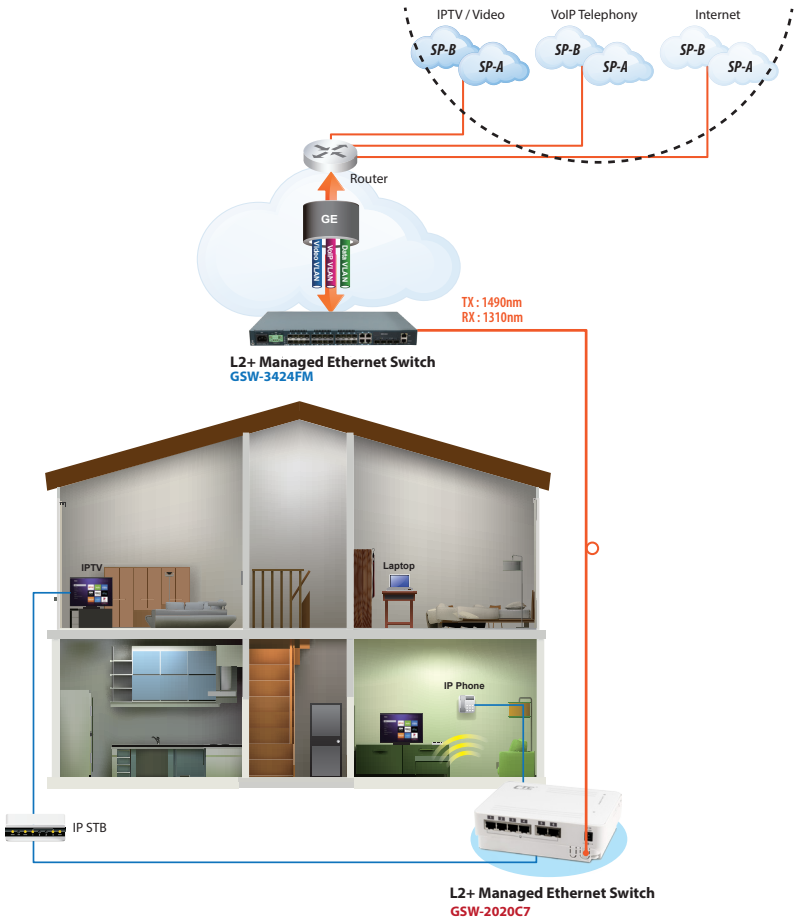 IPTV / Video
VoIP Telephony
Internet
SP-B
SP-A
SP-B
SP-A
SP-B
SP-A
Router
GE
Video VLAN
VoIP VLAN
Data VLAN
TX : 1490nm
RX : 1310nm
L2+ Managed Ethernet Switch
GSW-3424FM
IPTV
Laptop
IP Phone
IP STB
L2+ Managed Ethernet Switch
GSW-2020C7